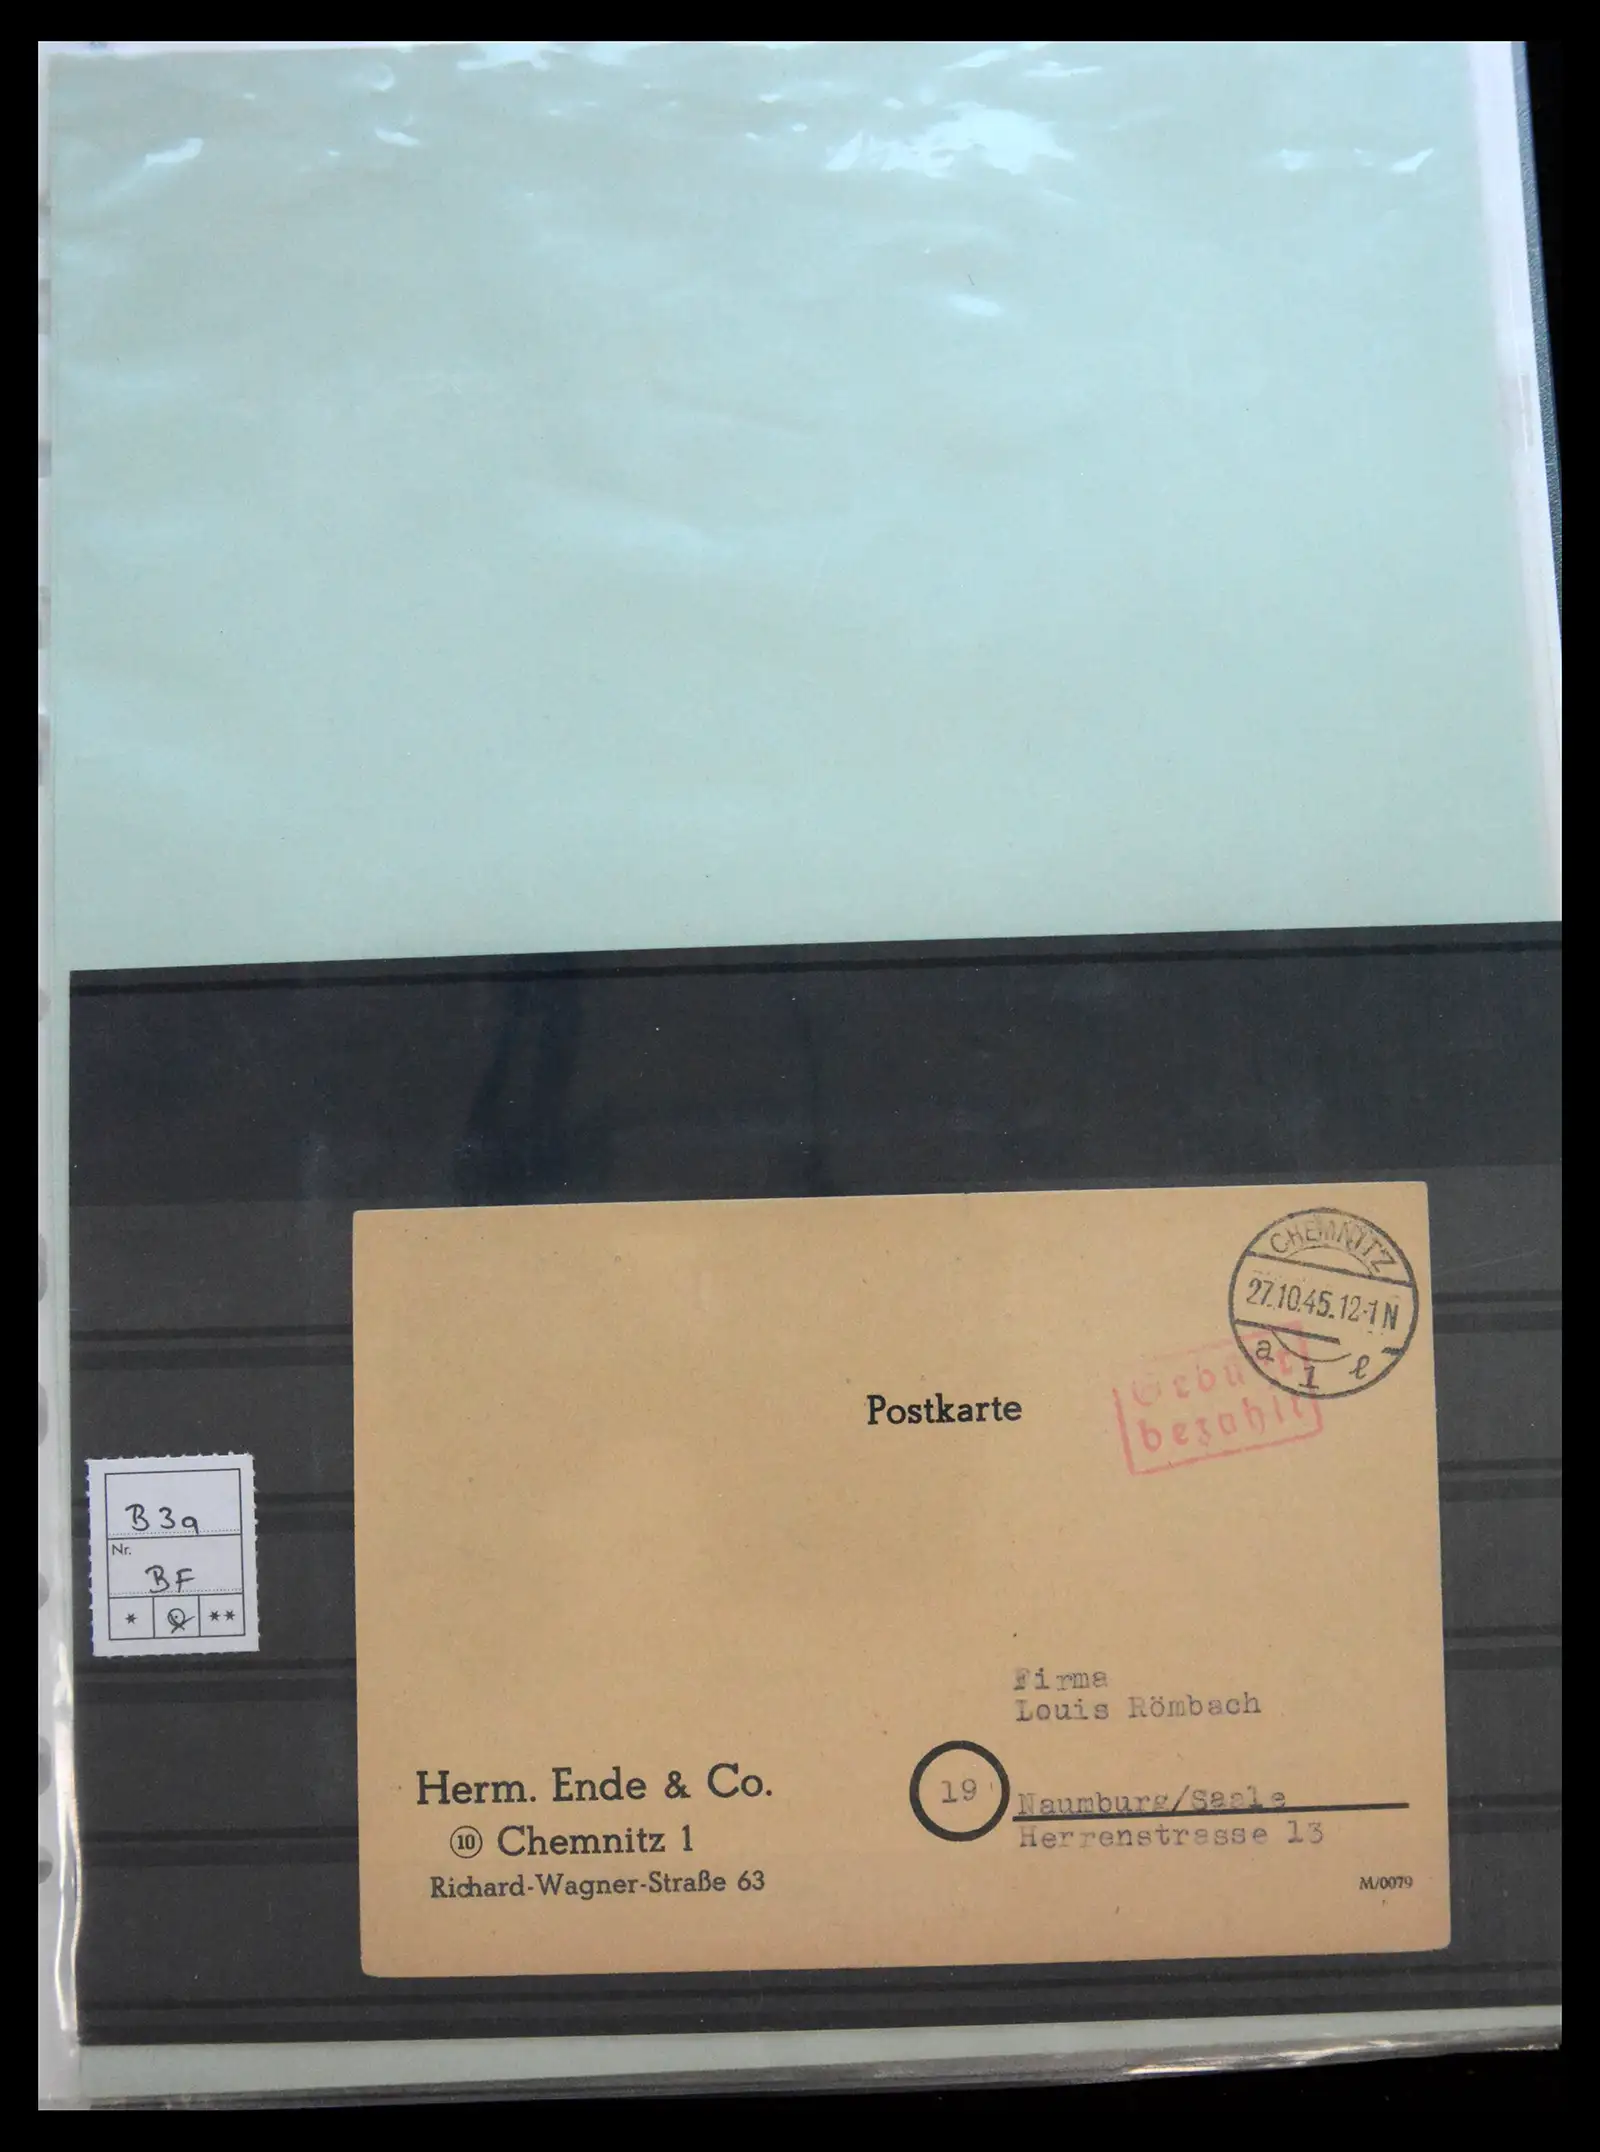 CHEMNITZ
27.10.45.12-1N
a 1 l
Gebühr
bezahlt
Postkarte
B3a
Nr.
BF
* **
Firma
Louis Römbach
19 Naumburg/Saale
Herrenstrasse 13
Herm. Ende & Co.
10 Chemnitz 1
Richard-Wagner-Straße 63
M/0079